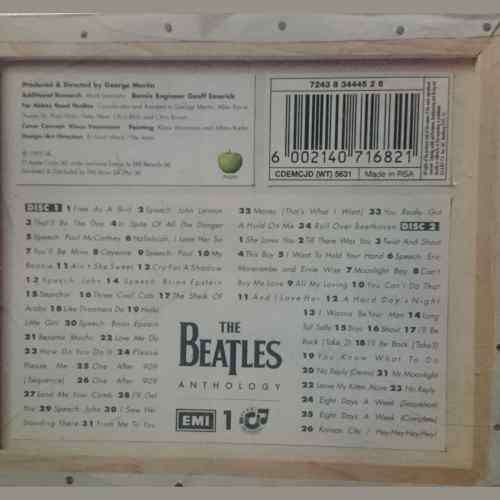 Produced & Directed by George Martin
Additional Research Mark Lewisohn Remix Engineer Geoff Emerick
For Abbey Road Studios
Cover Concept Klaus Voormann Painting Klaus Voormann and Alfons Kiefer
Design/Art Direction
7243 8 34445 2 6
6 002140 716821
CDEMCJD (WT) 5631 Made in RSA
DISC 1 1 Free As A Bird 2 Speech: John Lennon
3 That'll Be The Day 4 In Spite Of All The Danger
5 Speech: Paul McCartney 6 Hallelujah, I Love Her So
7 You'll Be Mine 8 Cayenne 9 Speech: Paul 10 My
Bonnie 11 Ain't She Sweet 12 Cry For A Shadow
13 Speech: John 14 Speech: Brian Epstein
15 Searchin' 16 Three Cool Cats 17 The Sheik Of
Araby 18 Like Dreamers Do 19 Hello
Little Girl 20 Speech: Brian Epstein
21 Besame Mucho 22 Love Me Do
23 How Do You Do It 24 Please
Please Me 25 One After 909
(Sequence) 26 One After 909
27 Lend Me Your Comb 28 I'll Get
You 29 Speech: John 30 I Saw Her
Standing There 31 From Me To You
32 Money (That's What I Want) 33 You Really Got
A Hold On Me 34 Roll Over Beethoven DISC 2
1 She Loves You 2 Till There Was You 3 Twist And Shout
4 This Boy 5 I Want To Hold Your Hand 6 Speech: Eric
Morecambe and Ernie Wise 7 Moonlight Bay 8 Can't
Buy Me Love 9 All My Loving 10 You Can't Do That
11 And I Love Her 12 A Hard Day's Night
13 I Wanna Be Your Man 14 Long
Tall Sally 15 Boys 16 Shout 17 I'll Be
Back (Take 2) 18 I'll Be Back (Take 3)
19 You Know What To Do
20 No Reply (Demo) 21 Mr Moonlight
22 Leave My Kitten Alone 23 No Reply
24 Eight Days A Week (Sequence)
25 Eight Days A Week (Complete)
26 Kansas City / Hey-Hey-Hey-Hey!
THE
BEATLES
ANTHOLOGY
EMI 1